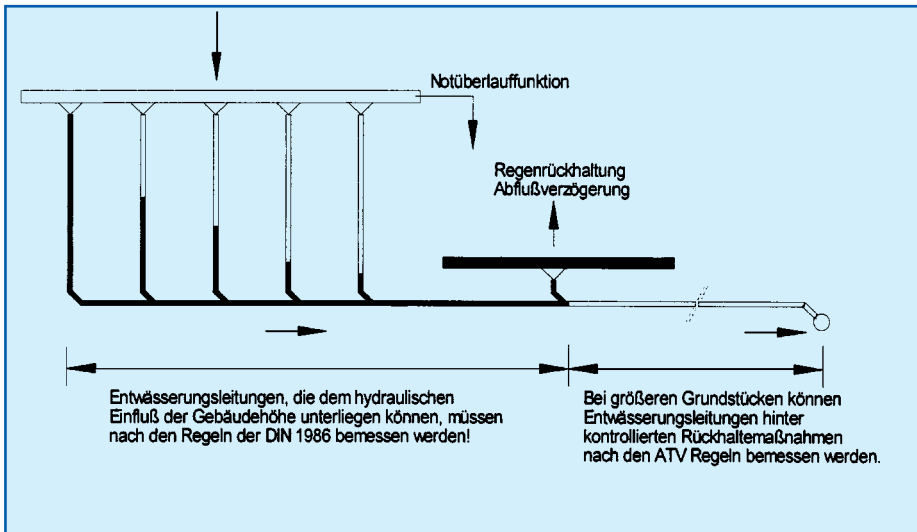 Notüberlauffunktion
Regenrückhaltung
Abflußverzögerung
Entwässerungsleitungen, die dem hydraulischen
Einfluß der Gebäudehöhe unterliegen können, müssen
nach den Regeln der DIN 1986 bemessen werden!
Bei größeren Grundstücken können
Entwässerungsleitungen hinter
kontrollierten Rückhaltemaßnahmen
nach den ATV Regeln bemessen werden.